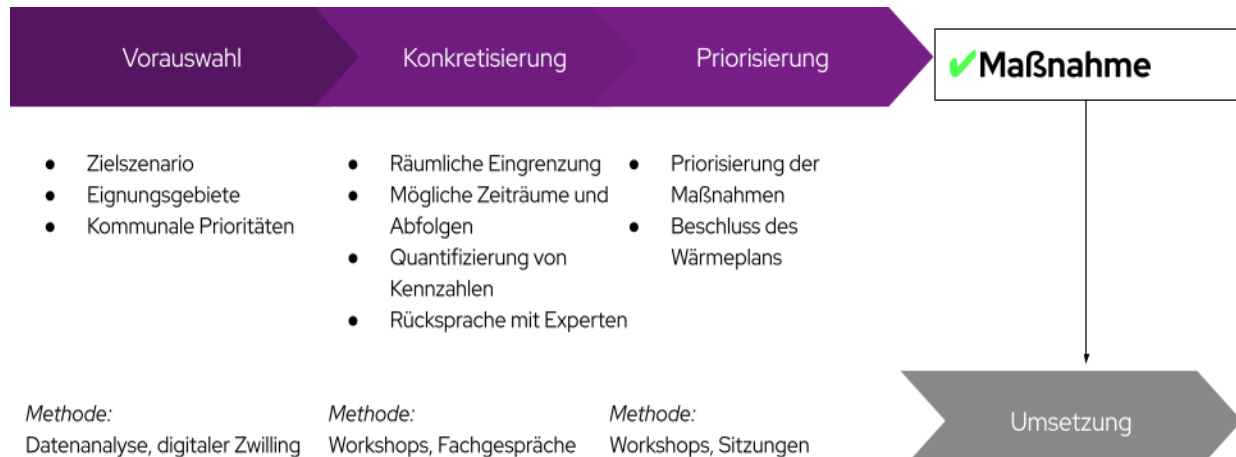 Vorauswahl
Konkretisierung
Priorisierung
✔Maßnahme
● Zielszenario
● Eignungsgebiete
● Kommunale Prioritäten
● Räumliche Eingrenzung
● Mögliche Zeiträume und
Abfolgen
● Quantifizierung von
Kennzahlen
● Rücksprache mit Experten
● Priorisierung der
Maßnahmen
● Beschluss des
Wärmeplans
Methode:
Datenanalyse, digitaler Zwilling
Methode:
Workshops, Fachgespräche
Methode:
Workshops, Sitzungen
Umsetzung